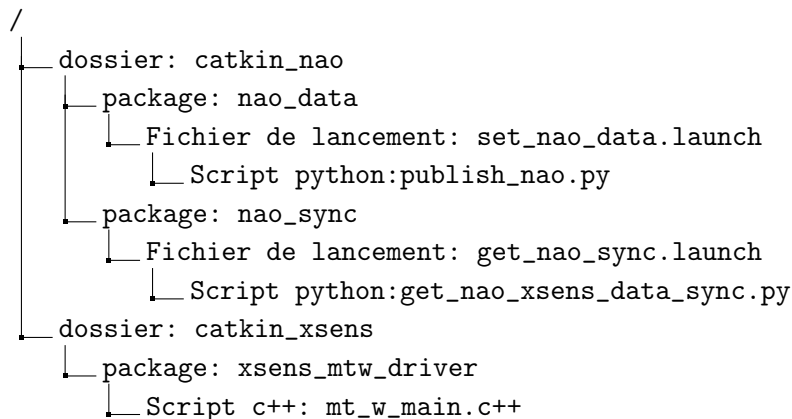 /
dossier: catkin_nao
package: nao_data
Fichier de lancement: set_nao_data.launch
Script python:publish_nao.py
package: nao_sync
Fichier de lancement: get_nao_sync.launch
Script python:get_nao_xsens_data_sync.py
dossier: catkin_xsens
package: xsens_mtw_driver
Script c++: mt_w_main.c++